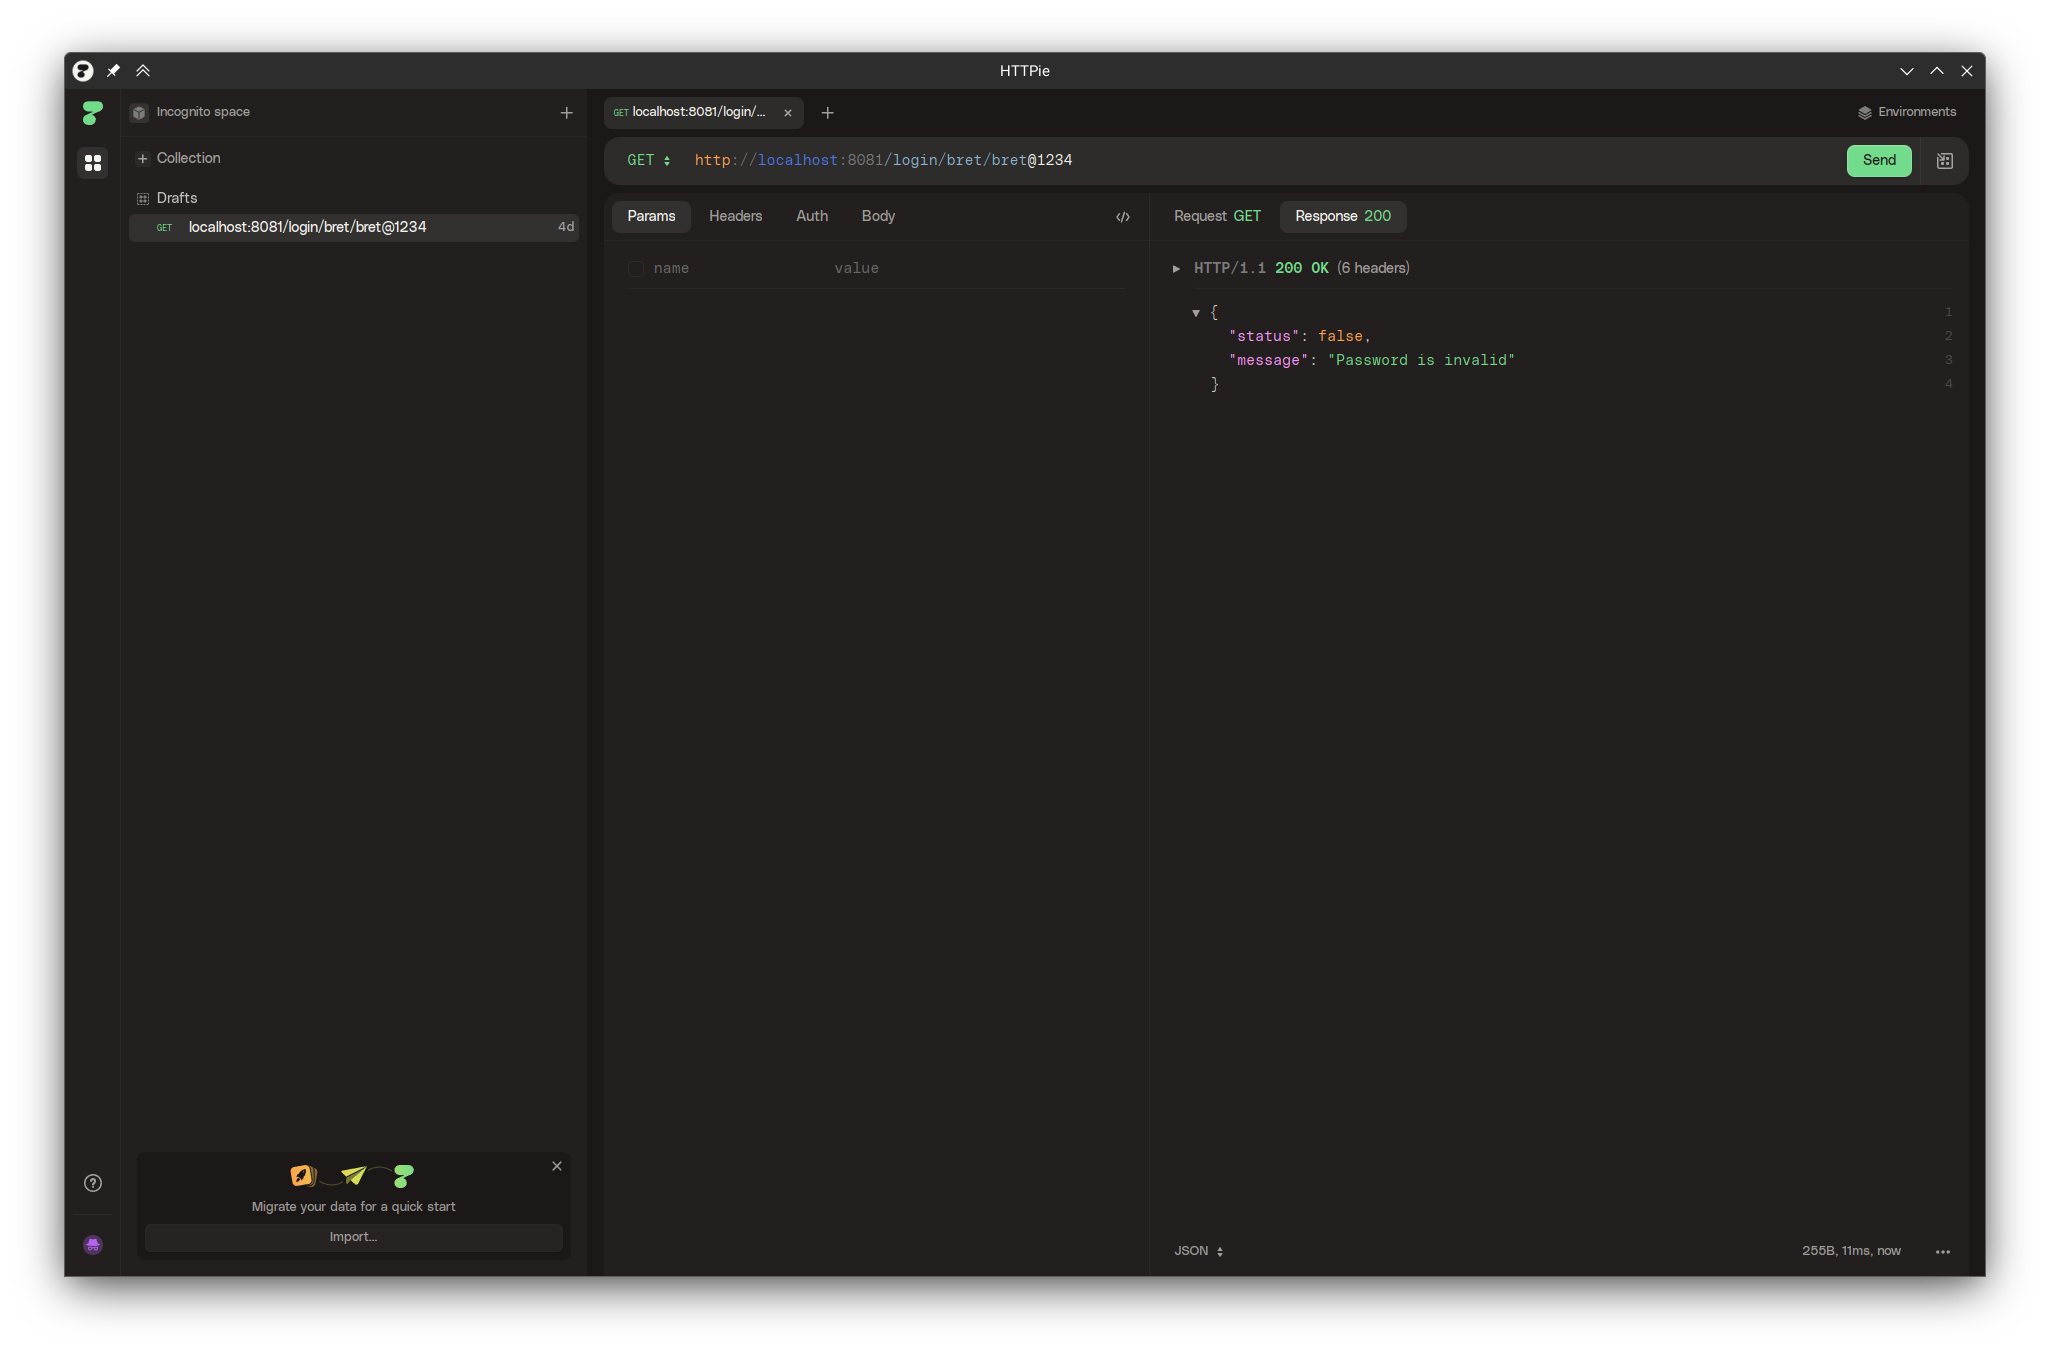 HTTPie
Incognito space
GET localhost:8081/login/...
Environments
Collection
GET http://localhost:8081/login/bret/bret@1234
Send
Drafts
GET localhost:8081/login/bret/bret@1234 4d
Params Headers Auth Body
Request GET Response 200
name value
HTTP/1.1 200 OK (6 headers)
{ 1
"status": false, 2
"message": "Password is invalid" 3
} 4
Migrate your data for a quick start
Import...
JSON
255B, 11ms, now